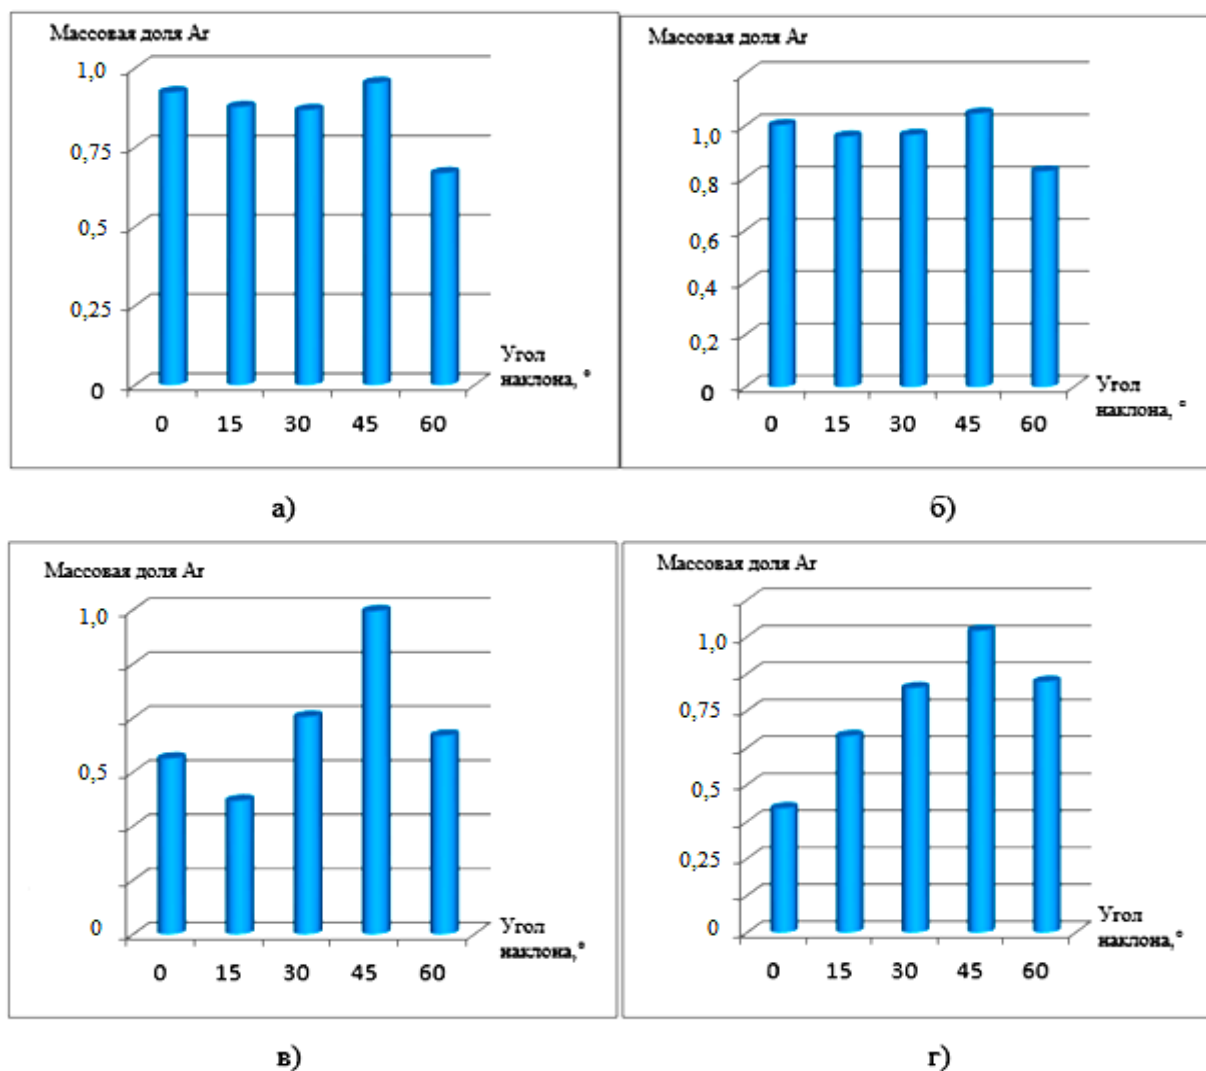 Массовая доля Ar
1,0
0,75
0,5
0,25
0
0 15 30 45 60
Угол
наклона, °
а)
Массовая доля Ar
1,0
0,8
0,6
0,4
0,2
0
0 15 30 45 60
Угол
наклона, °
б)
Массовая доля Ar
1,0
0,5
0
0 15 30 45 60
Угол
наклона,°
в)
Массовая доля Ar
1,0
0,75
0,5
0,25
0
0 15 30 45 60
Угол
наклона,°
г)